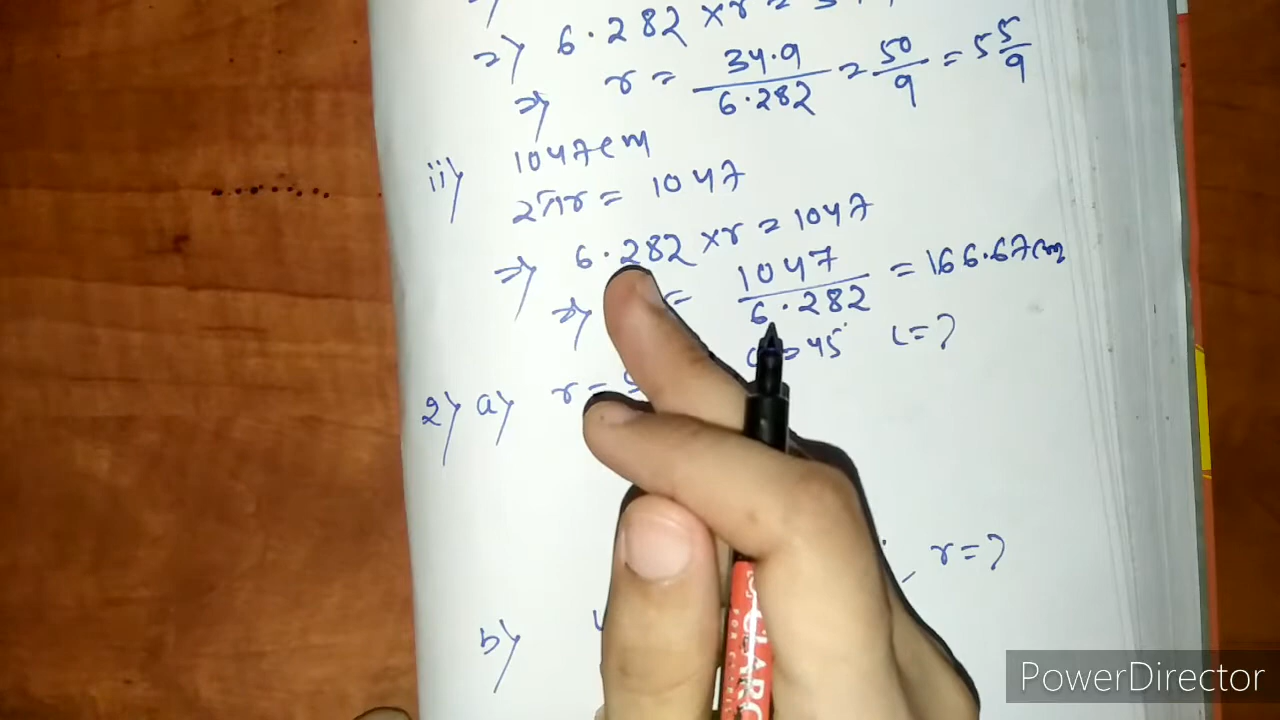 => 6.282 × r =
=> r = 34.9/6.282 = 50/9 = 5 5/9
ii) 1047cm
2πr = 1047
=> 6.282 × r = 1047
=> = 1047/6.282 = 166.67cm
2) a) r = 45 l = ?
r = ?
b)
PowerDirector